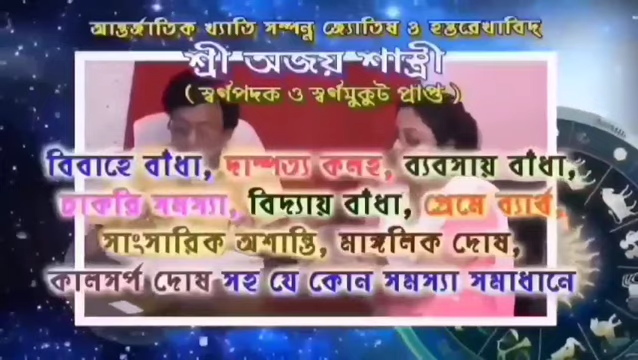 আন্তর্জাতিক খ্যাতি সম্পন্ন জ্যোতিষ ও হস্তরেখাবিদ্
শ্রী অজয় শাস্ত্রী
( স্বর্ণপদক ও স্বর্ণমুকুট প্রাপ্ত )
বিবাহে বাঁধা, দাম্পত্য কলহ, ব্যবসায় বাঁধা,
চাকরি সমস্যা, বিদ্যায় বাঁধা, প্রেমে ব্যার্থ,
সাংসারিক অশান্তি, মাঙ্গলিক দোষ,
কালসর্প দোষ সহ যে কোন সমস্যা সমাধানে